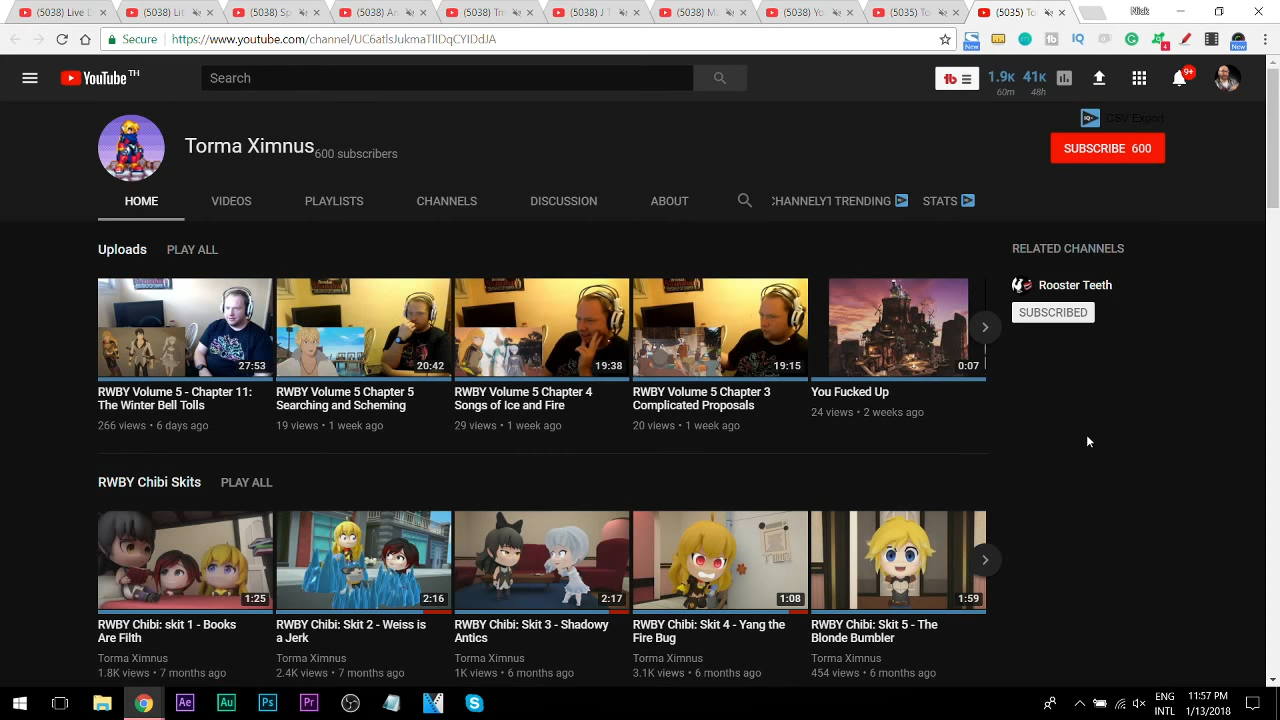 (5038) Live D
(5038) Sp
(5038) An
(5038) To
(5038) J T
(5038) Mu
(5038) Yo
(5035) To
(5035) To
Secure
https://www.youtube.com/channel/
YouTube TH
Search
1.9K 60m
41K 48h
9+
Torma Ximnus
600 subscribers
CSV Export
SUBSCRIBE 600
HOME
VIDEOS
PLAYLISTS
CHANNELS
DISCUSSION
ABOUT
TRENDING
STATS
Uploads
PLAY ALL
RELATED CHANNELS
Rooster Teeth
SUBSCRIBED
27:53
20:42
19:38
19:15
0:07
RWBY Volume 5 - Chapter 11:
The Winter Bell Tolls
266 views • 6 days ago
RWBY Volume 5 Chapter 5
Searching and Scheming
19 views • 1 week ago
RWBY Volume 5 Chapter 4
Songs of Ice and Fire
29 views • 1 week ago
RWBY Volume 5 Chapter 3
Complicated Proposals
20 views • 1 week ago
You Fucked Up
24 views • 2 weeks ago
RWBY Chibi Skits
PLAY ALL
1:25
2:16
2:17
1:08
1:59
RWBY Chibi: skit 1 - Books
Are Filth
Torma Ximnus
1.8K views • 7 months ago
RWBY Chibi: Skit 2 - Weiss is
a Jerk
Torma Ximnus
2.4K views • 7 months ago
RWBY Chibi: Skit 3 - Shadowy
Antics
Torma Ximnus
1K views • 6 months ago
RWBY Chibi: Skit 4 - Yang the
Fire Bug
Torma Ximnus
3.1K views • 6 months ago
RWBY Chibi: Skit 5 - The
Blonde Bumbler
Torma Ximnus
454 views • 6 months ago
ENG
INTL
11:57 PM
1/13/2018